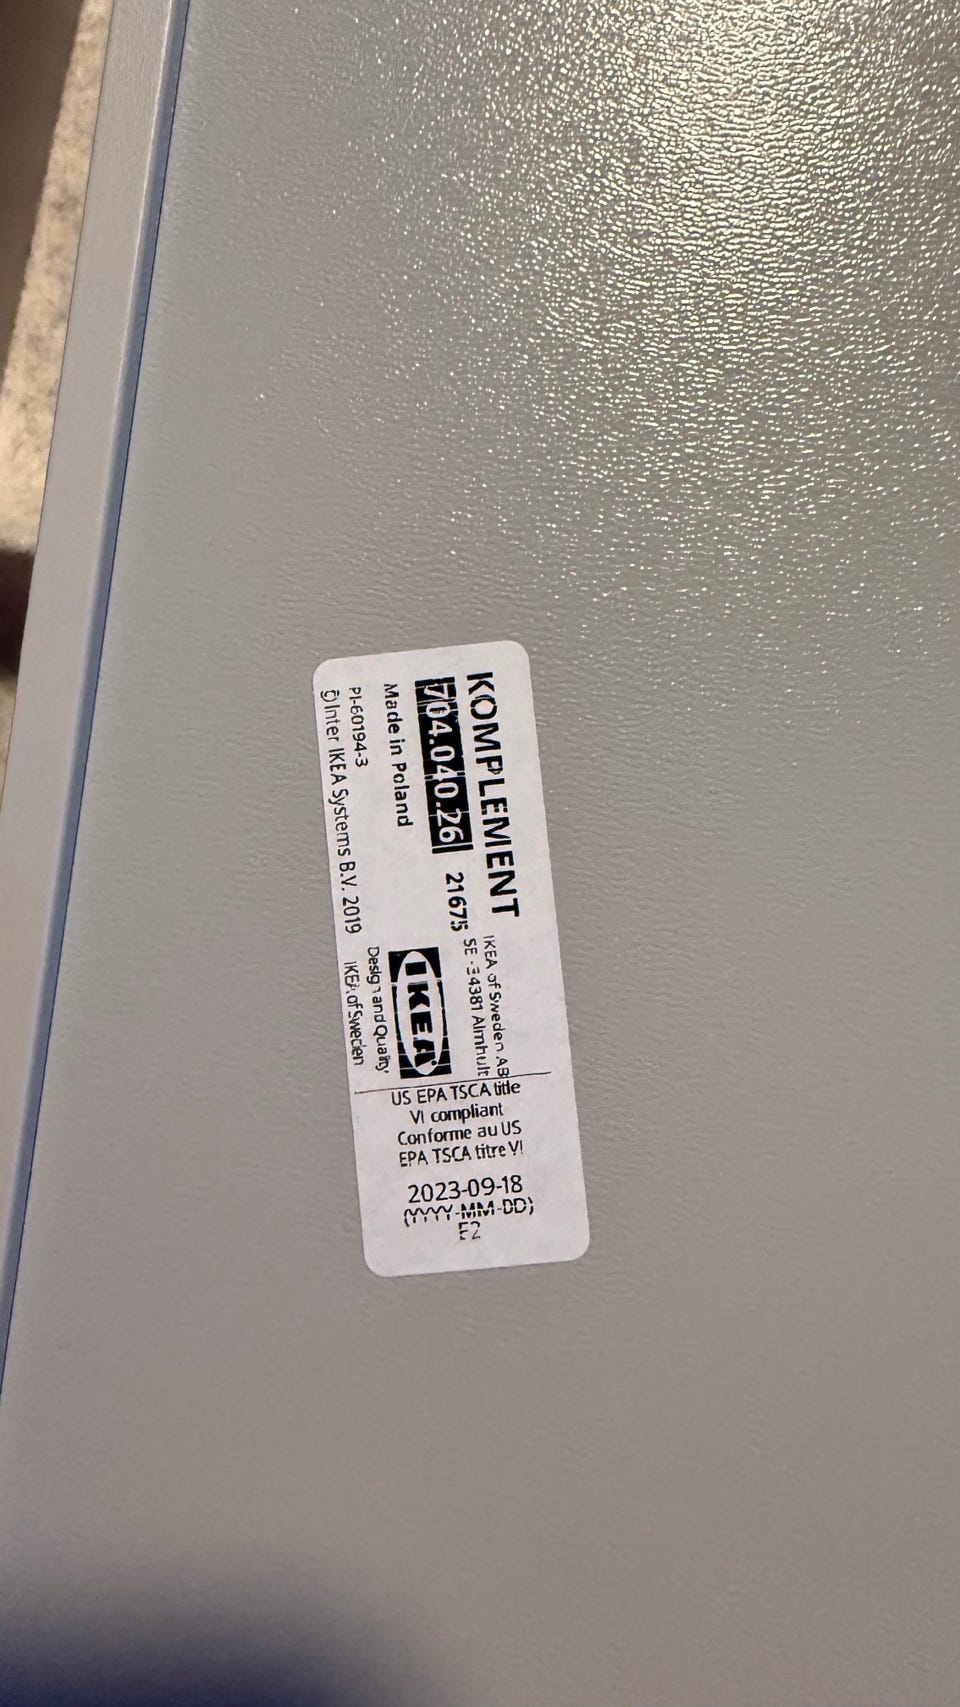 KOMPLEMENT
704.040.26 21675
Made in Poland
PI-60194-3
© Inter IKEA Systems B.V. 2019
IKEA of Sweden AB
SE - 34381 Älmhult
IKEA
Design and Quality
IKEA of Sweden
US EPA TSCA title
VI compliant
Conforme au US
EPA TSCA titre VI
2023-09-18
(YYYY-MM-DD)
E2